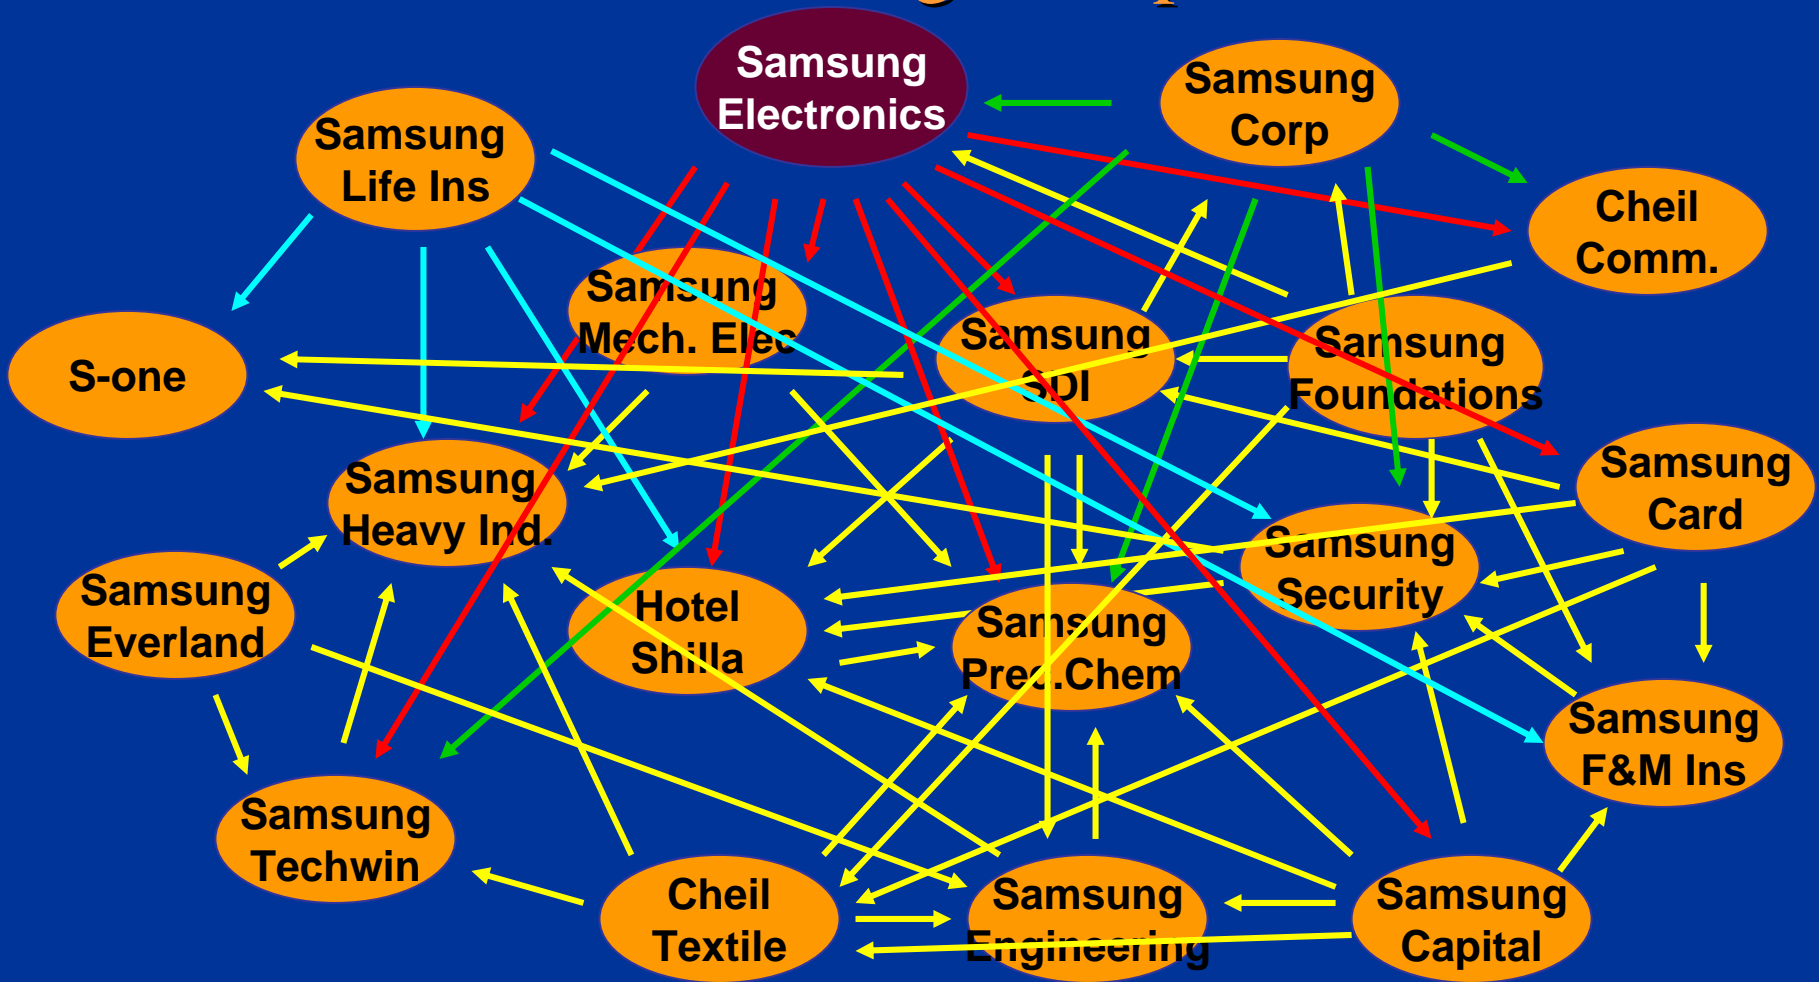 Samsung
Electronics
Samsung
Corp
Samsung
Life Ins
Cheil
Comm.
Samsung
Mech. Elec
Samsung
SDI
Samsung
Foundations
S-one
Samsung
Heavy Ind.
Samsung
Card
Samsung
Security
Samsung
Everland
Hotel
Shilla
Samsung
Prec.Chem
Samsung
F&M Ins
Samsung
Techwin
Cheil
Textile
Samsung
Engineering
Samsung
Capital